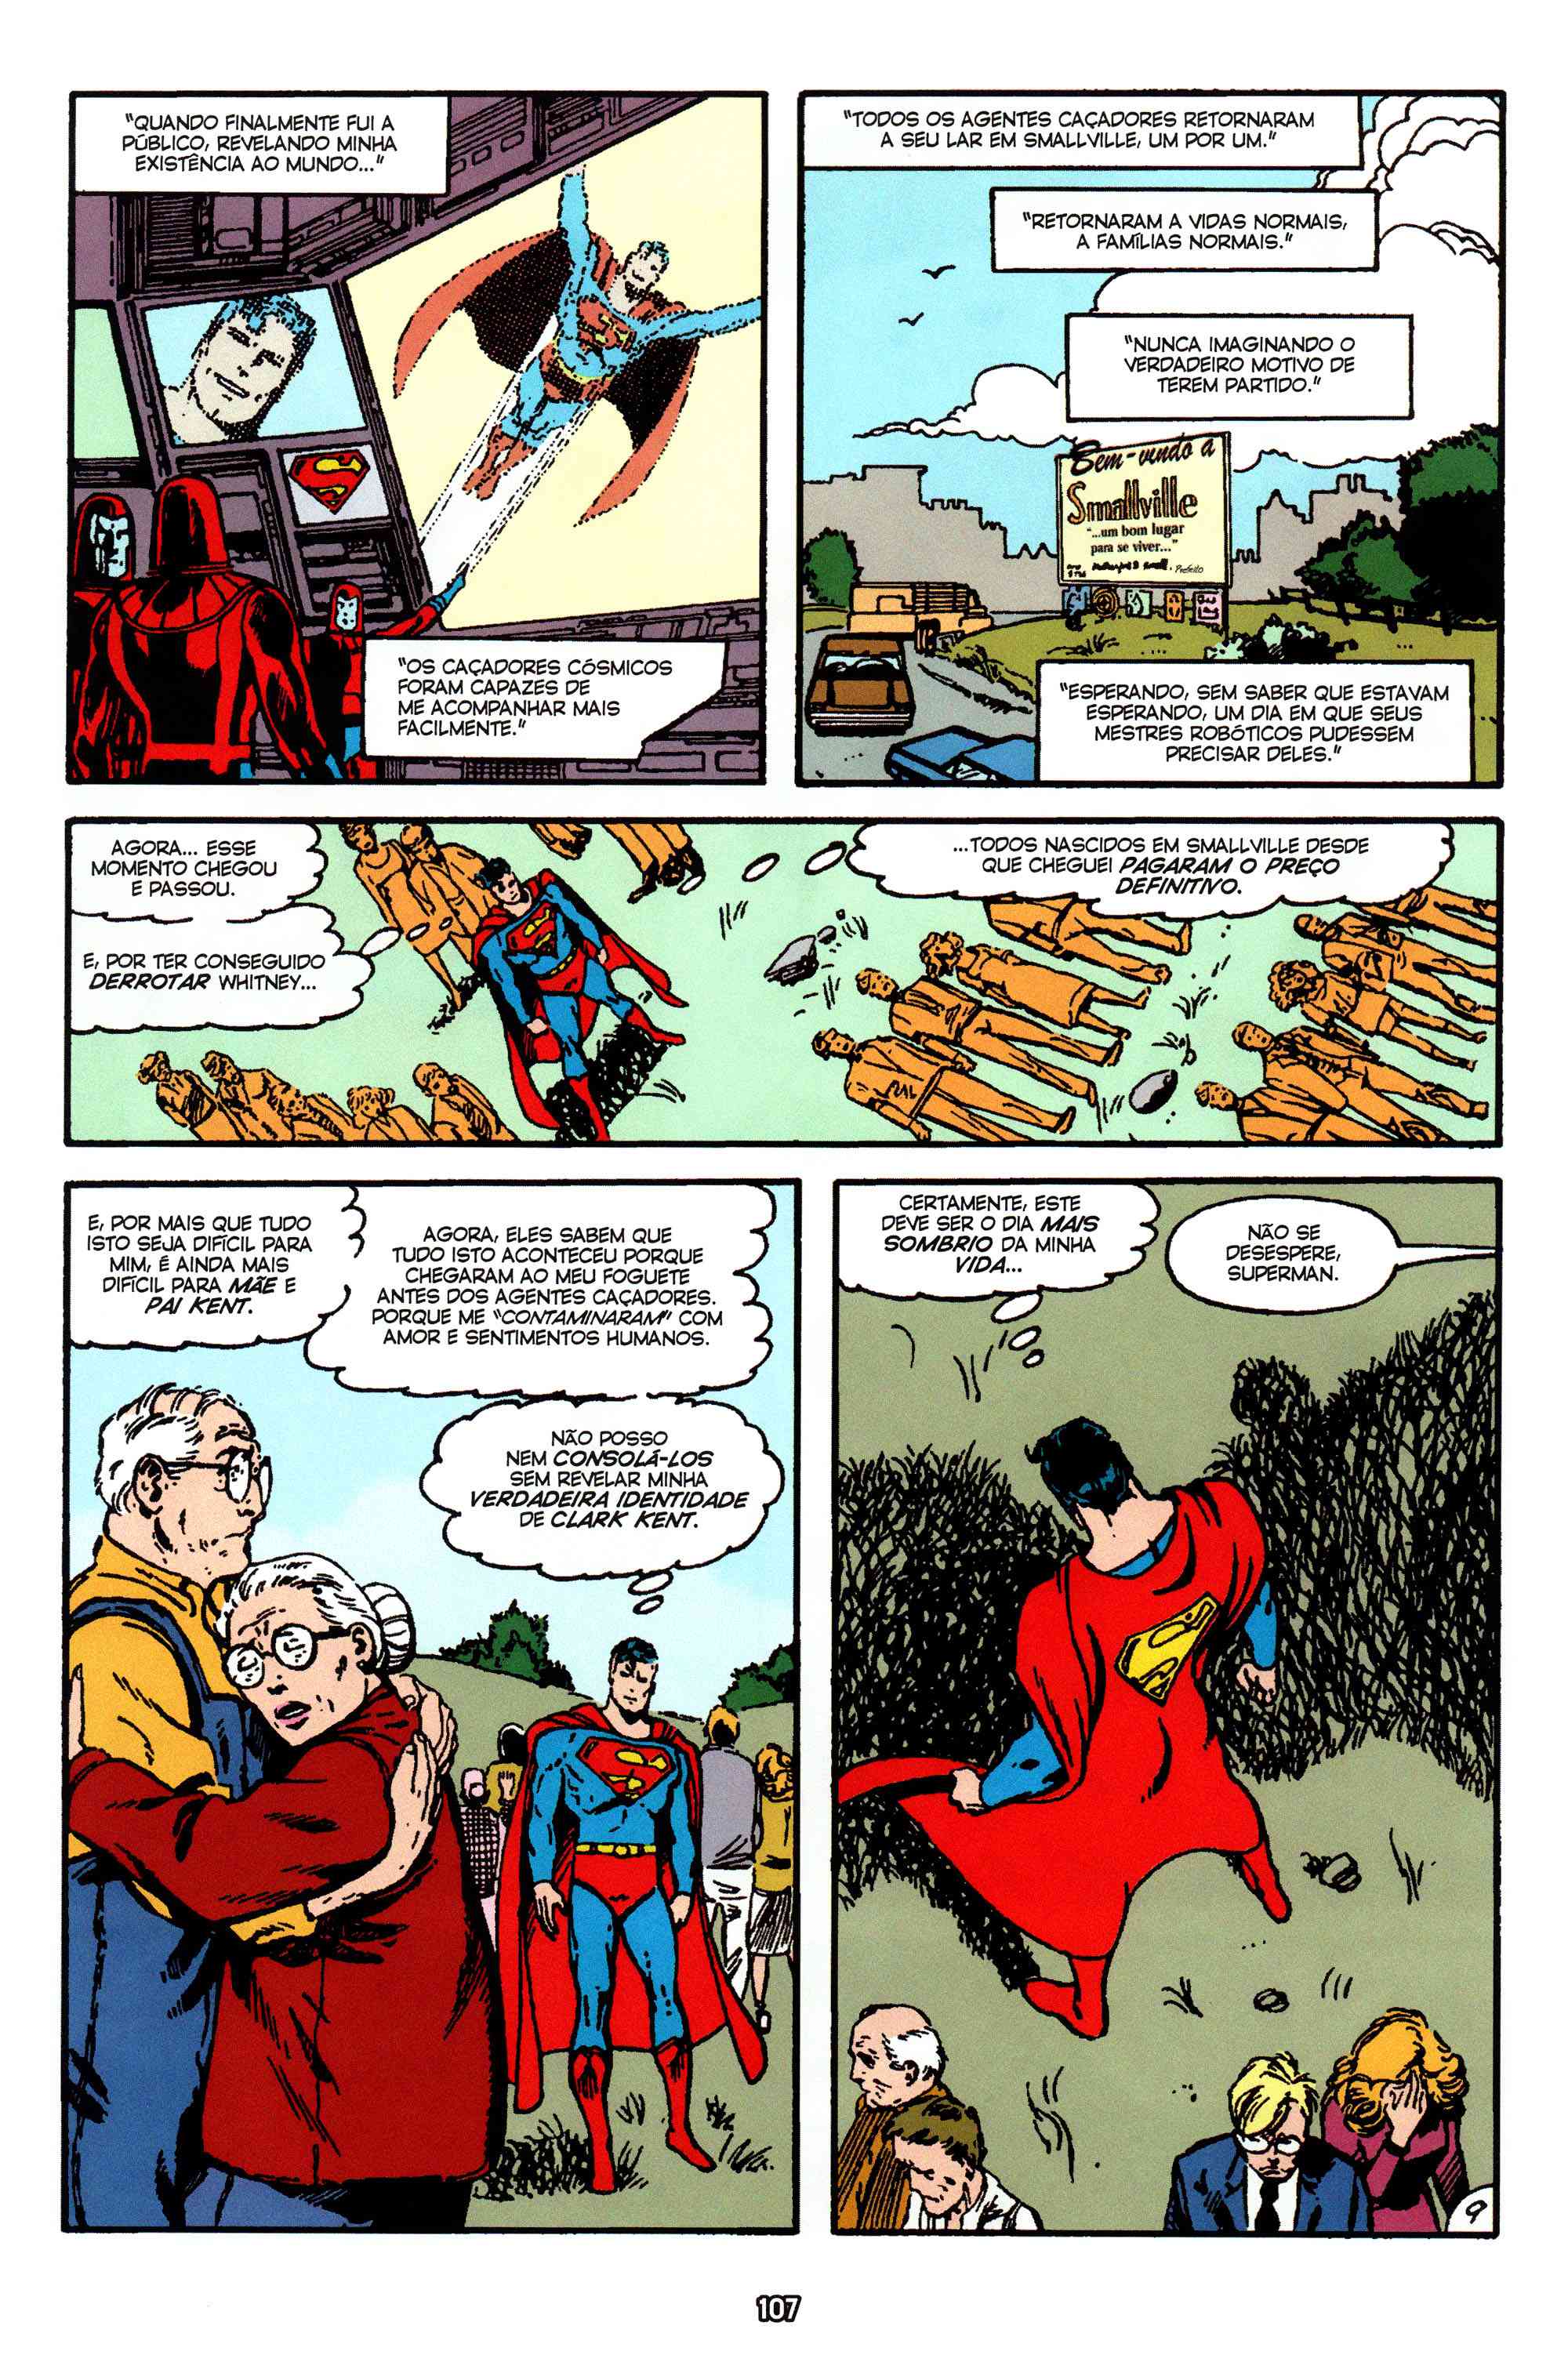 "QUANDO FINALMENTE FUI A
PÚBLICO, REVELANDO MINHA
EXISTÊNCIA AO MUNDO..."
"OS CAÇADORES CÓSMICOS
FORAM CAPAZES DE
ME ACOMPANHAR MAIS
FACILMENTE."
"TODOS OS AGENTES CAÇADORES RETORNARAM
A SEU LAR EM SMALLVILLE, UM POR UM."
"RETORNARAM A VIDAS NORMAIS,
A FAMÍLIAS NORMAIS."
"NUNCA IMAGINANDO O
VERDADEIRO MOTIVO DE
TEREM PARTIDO."
Bem-vindo a
Smallville
"...um bom lugar
para se viver..."
Prefeito
"ESPERANDO, SEM SABER QUE ESTAVAM
ESPERANDO, UM DIA EM QUE SEUS
MESTRES ROBÓTICOS PUDESSEM
PRECISAR DELES."
AGORA... ESSE
MOMENTO CHEGOU
E PASSOU.
E, POR TER CONSEGUIDO
DERROTAR WHITNEY...
...TODOS NASCIDOS EM SMALLVILLE DESDE
QUE CHEGUEI PAGARAM O PREÇO
DEFINITIVO.
E, POR MAIS QUE TUDO
ISTO SEJA DIFÍCIL PARA
MIM, É AINDA MAIS
DIFÍCIL PARA MÃE E
PAI KENT.
AGORA, ELES SABEM QUE
TUDO ISTO ACONTECEU PORQUE
CHEGARAM AO MEU FOGUETE
ANTES DOS AGENTES CAÇADORES.
PORQUE ME "CONTAMINARAM" COM
AMOR E SENTIMENTOS HUMANOS.
NÃO POSSO
NEM CONSOLÁ-LOS
SEM REVELAR MINHA
VERDADEIRA IDENTIDADE
DE CLARK KENT.
CERTAMENTE, ESTE
DEVE SER O DIA MAIS
SOMBRIO DA MINHA
VIDA...
NÃO SE
DESESPERE,
SUPERMAN.
9
107